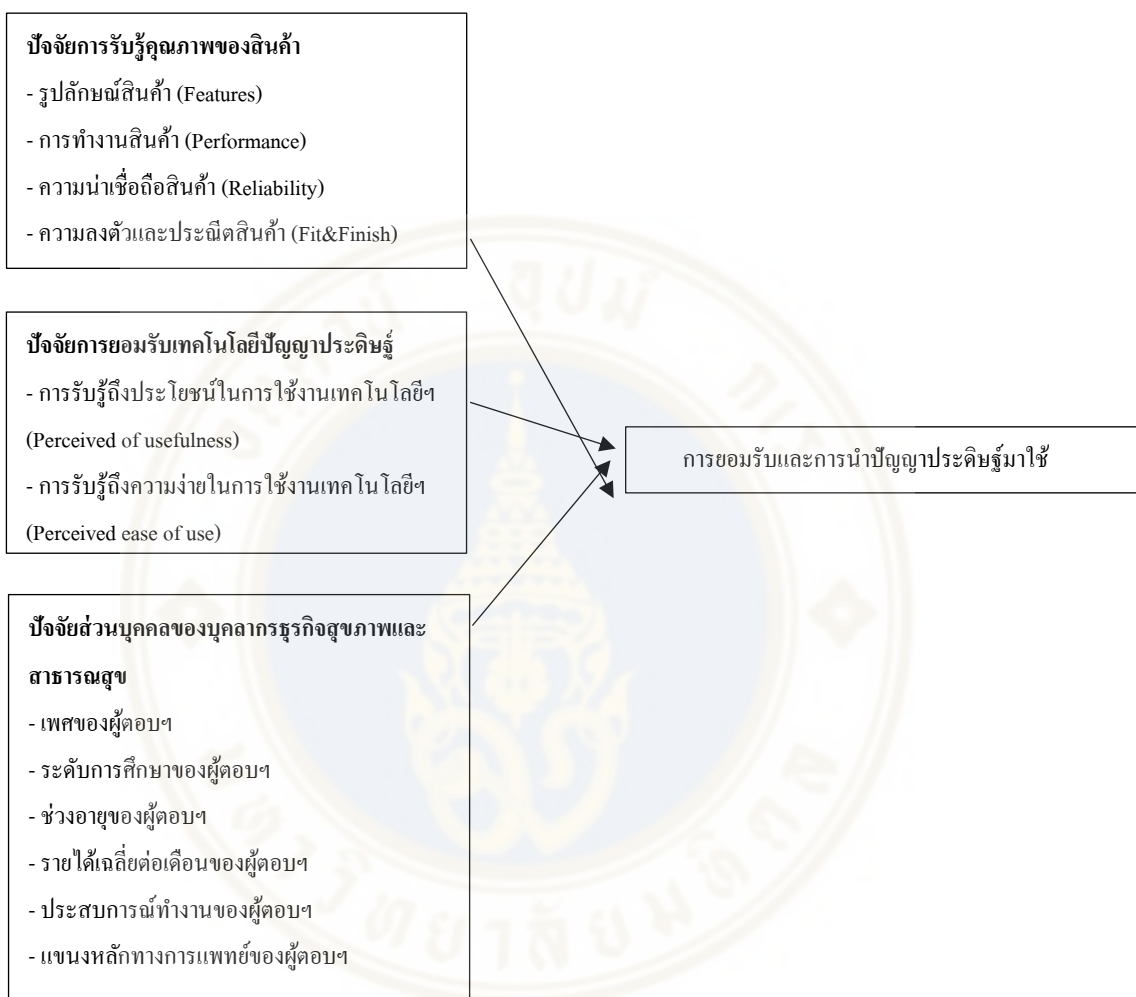 ปัจจัยการรับรู้คุณภาพของสินค้า
- รูปลักษณ์สินค้า (Features)
- การทำงานสินค้า (Performance)
- ความน่าเชื่อถือสินค้า (Reliability)
- ความลงตัวและประณีตสินค้า (Fit&Finish)
ปัจจัยการยอมรับเทคโนโลยีปัญญาประดิษฐ์
- การรับรู้ถึงประโยชน์ในการใช้งานเทคโนโลยีฯ
(Perceived of usefulness)
- การรับรู้ถึงความง่ายในการใช้งานเทคโนโลยีฯ
(Perceived ease of use)
การยอมรับและการนำปัญญาประดิษฐ์มาใช้
ปัจจัยส่วนบุคคลของบุคลากรธุรกิจสุขภาพและ
สาธารณสุข
- เพศของผู้ตอบฯ
- ระดับการศึกษาของผู้ตอบฯ
- ช่วงอายุของผู้ตอบฯ
- รายได้เฉลี่ยต่อเดือนของผู้ตอบฯ
- ประสบการณ์ทำงานของผู้ตอบฯ
- แขนงหลักทางการแพทย์ของผู้ตอบฯ